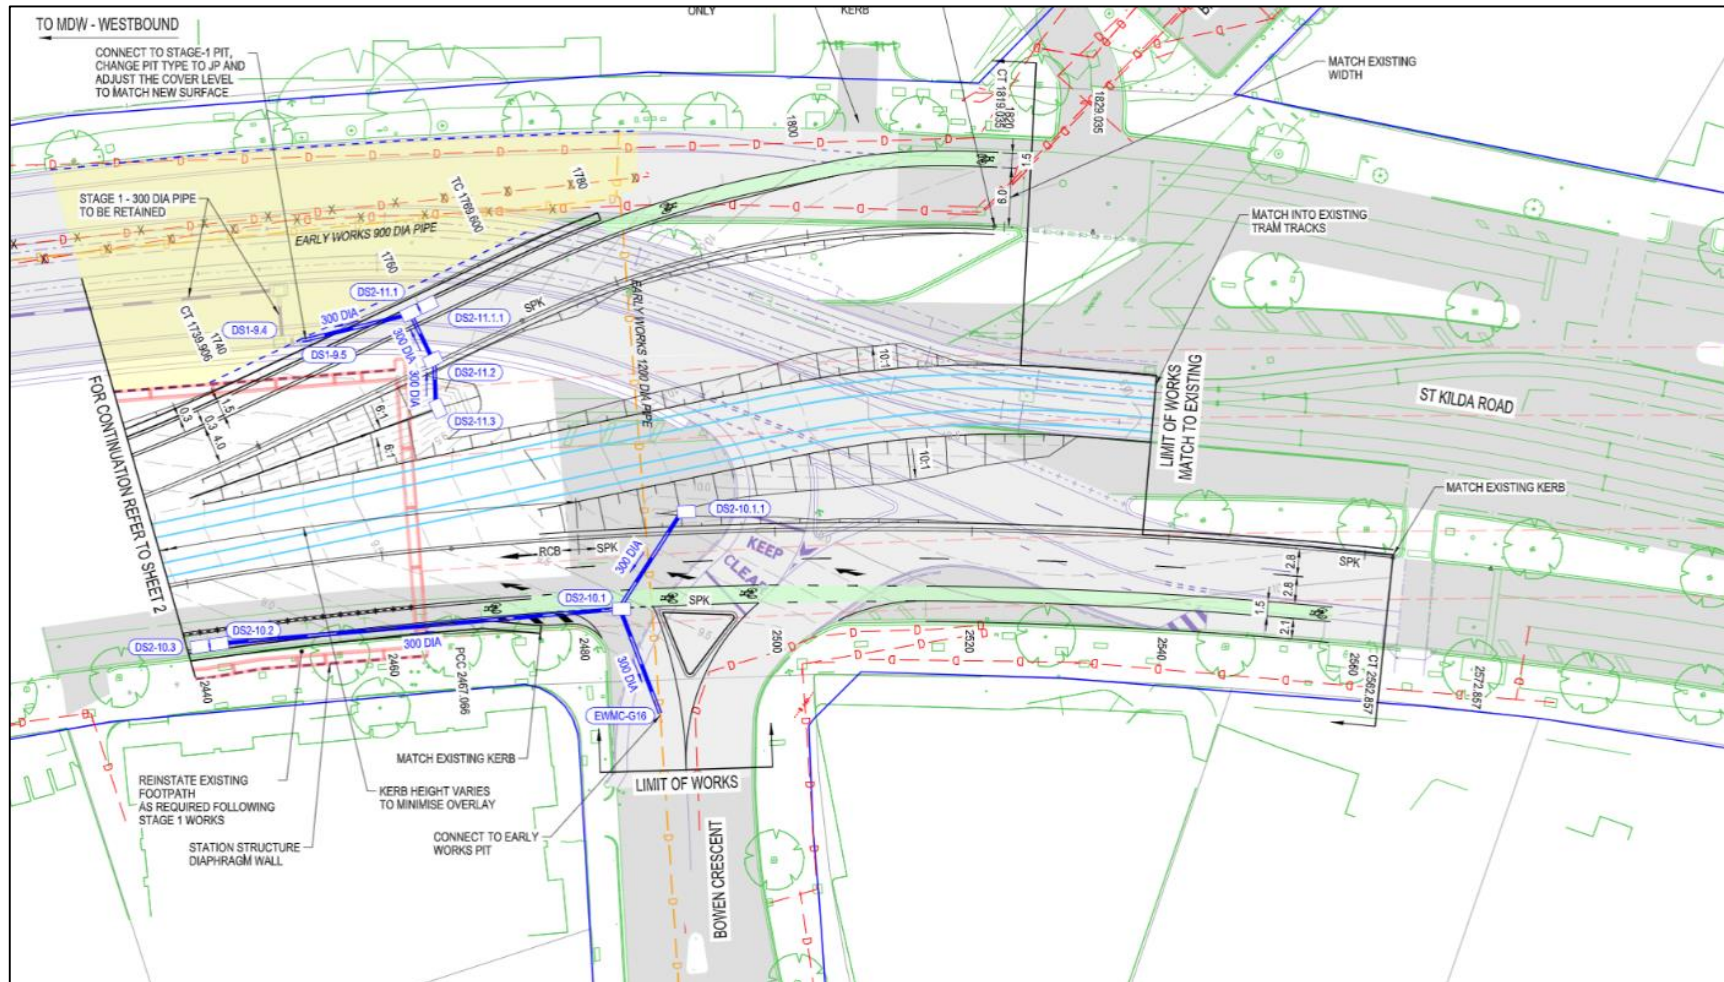 TO MDW - WESTBOUND
CONNECT TO STAGE-1 PIT,
CHANGE PIT TYPE TO JP AND
ADJUST THE COVER LEVEL
TO MATCH NEW SURFACE
ONLY
KERB
MATCH EXISTING
WIDTH
CT 1819.035
1820
1829.035
1800
1.5
6.0
STAGE 1 - 300 DIA PIPE
TO BE RETAINED
EARLY WORKS 900 DIA PIPE
TC 1769.600
1780
1760
MATCH INTO EXISTING
TRAM TRACKS
DS2-11.1
DS1-9.4
300 DIA
DS2-11.1.1
SPK
DS1-9.5
300 DIA
DS2-11.2
300 DIA
DS2-11.3
CT 1739.906
1740
EARLY WORKS 1200 DIA PIPE
10:1
FOR CONTINUATION REFER TO SHEET 2
0.3
1.5
0.3
4.0
6:1
6:1
LIMIT OF WORKS
MATCH TO EXISTING
ST KILDA ROAD
10:1
MATCH EXISTING KERB
DS2-10.1.1
KEEP
CLEAR
RCB
SPK
300 DIA
SPK
2.8
2.8
1.5
2.1
DS2-10.1
SPK
DS2-10.2
DS2-10.3
300 DIA
2440
2460
PCC 2467.066
2480
300 DIA
2500
2520
2540
2560
CT 2562.857
2572.857
EWMC-G16
MATCH EXISTING KERB
LIMIT OF WORKS
REINSTATE EXISTING
FOOTPATH
AS REQUIRED FOLLOWING
STAGE 1 WORKS
KERB HEIGHT VARIES
TO MINIMISE OVERLAY
STATION STRUCTURE
DIAPHRAGM WALL
CONNECT TO EARLY
WORKS PIT
BOWEN CRESCENT